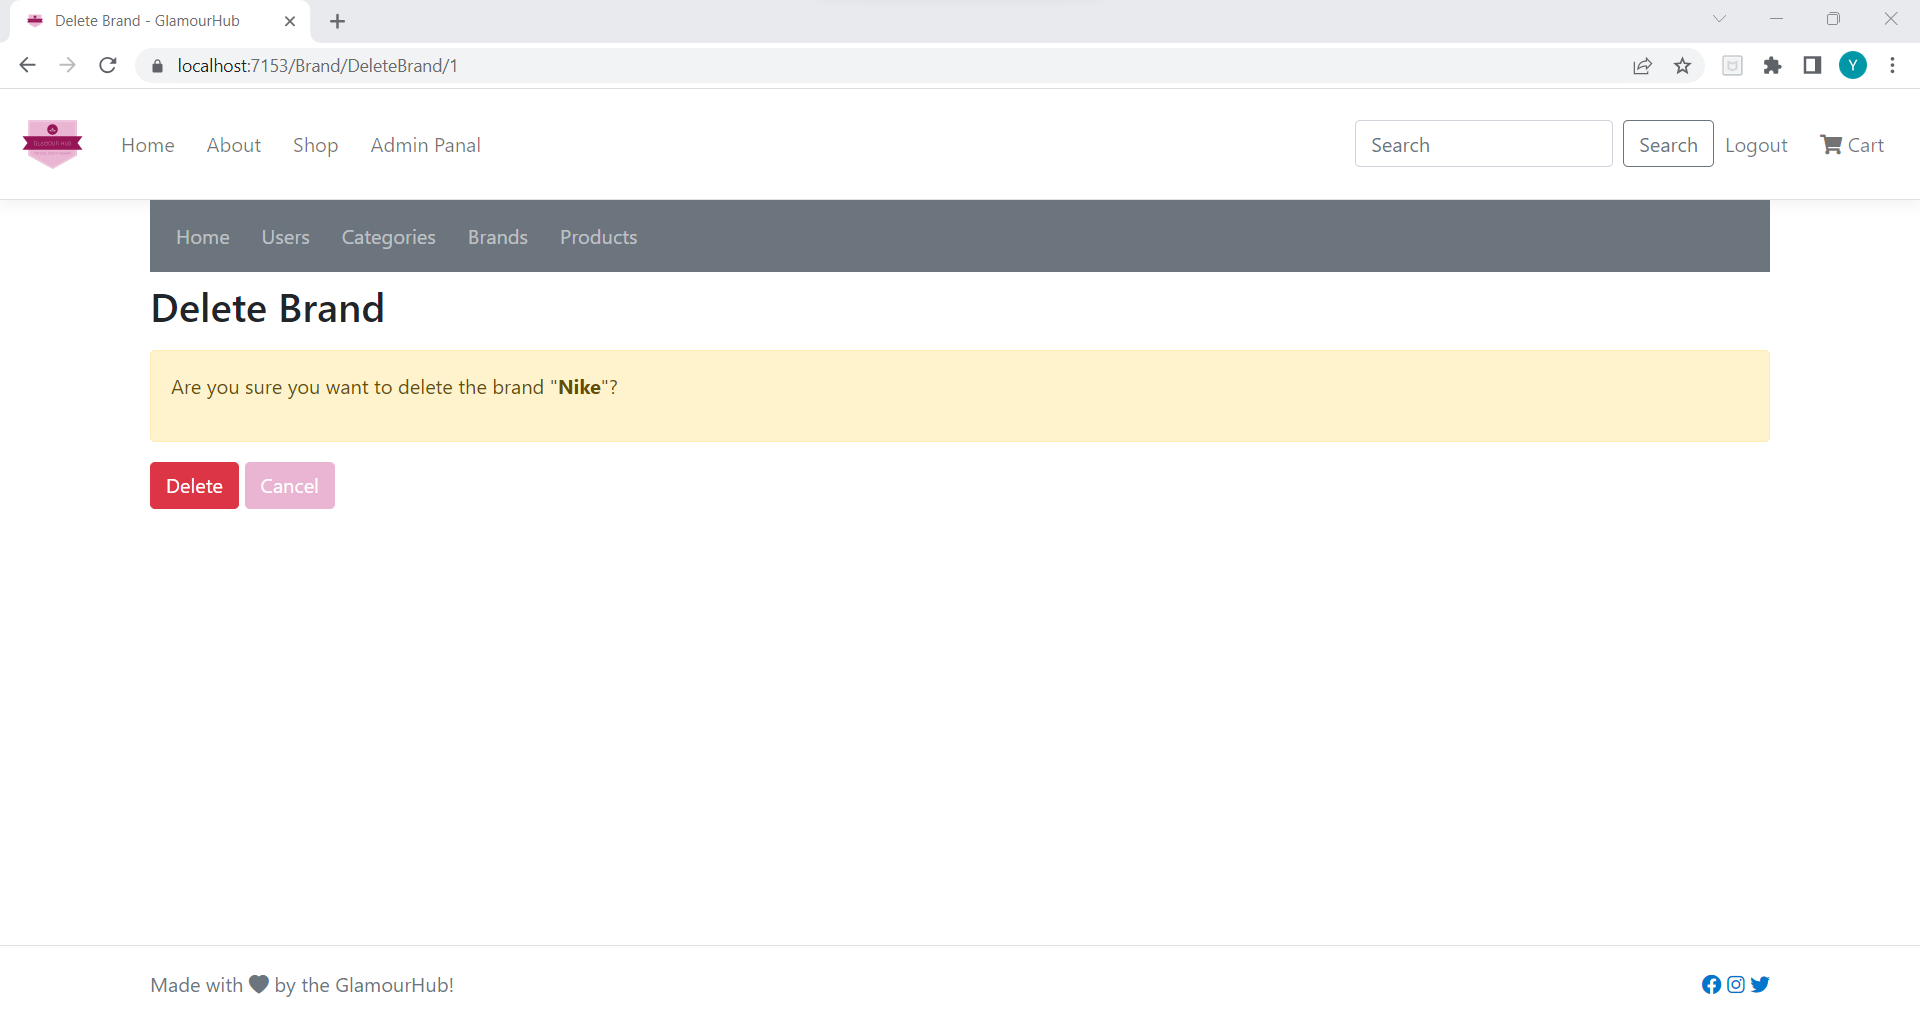 Delete Brand - GlamourHub
localhost:7153/Brand/DeleteBrand/1
Y
GLAMOUR HUB
Home About Shop Admin Panal Search Search Logout Cart
Home Users Categories Brands Products
Delete Brand
Are you sure you want to delete the brand "Nike"?
Delete Cancel
Made with by the GlamourHub!